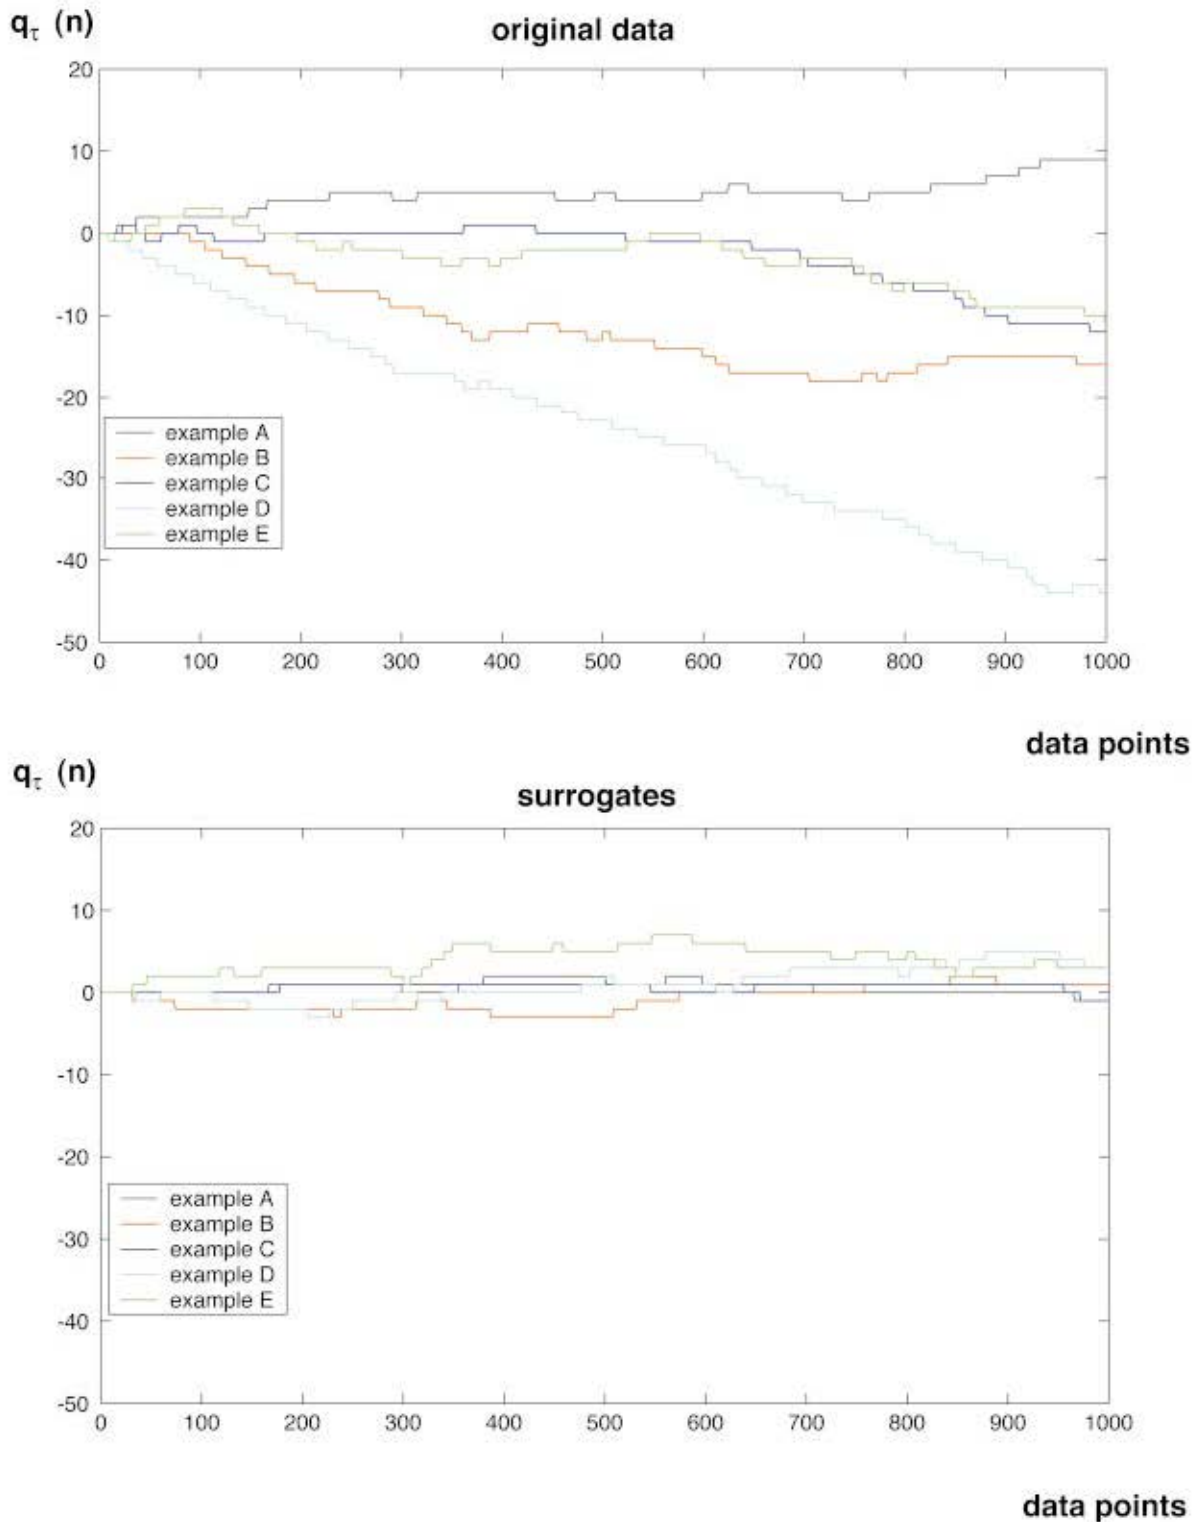 q_τ (n)
original data
20
10
0
-10
-20
-30
-40
-50
example A
example B
example C
example D
example E
0 100 200 300 400 500 600 700 800 900 1000
data points
q_τ (n)
surrogates
20
10
0
-10
-20
-30
-40
-50
example A
example B
example C
example D
example E
0 100 200 300 400 500 600 700 800 900 1000
data points